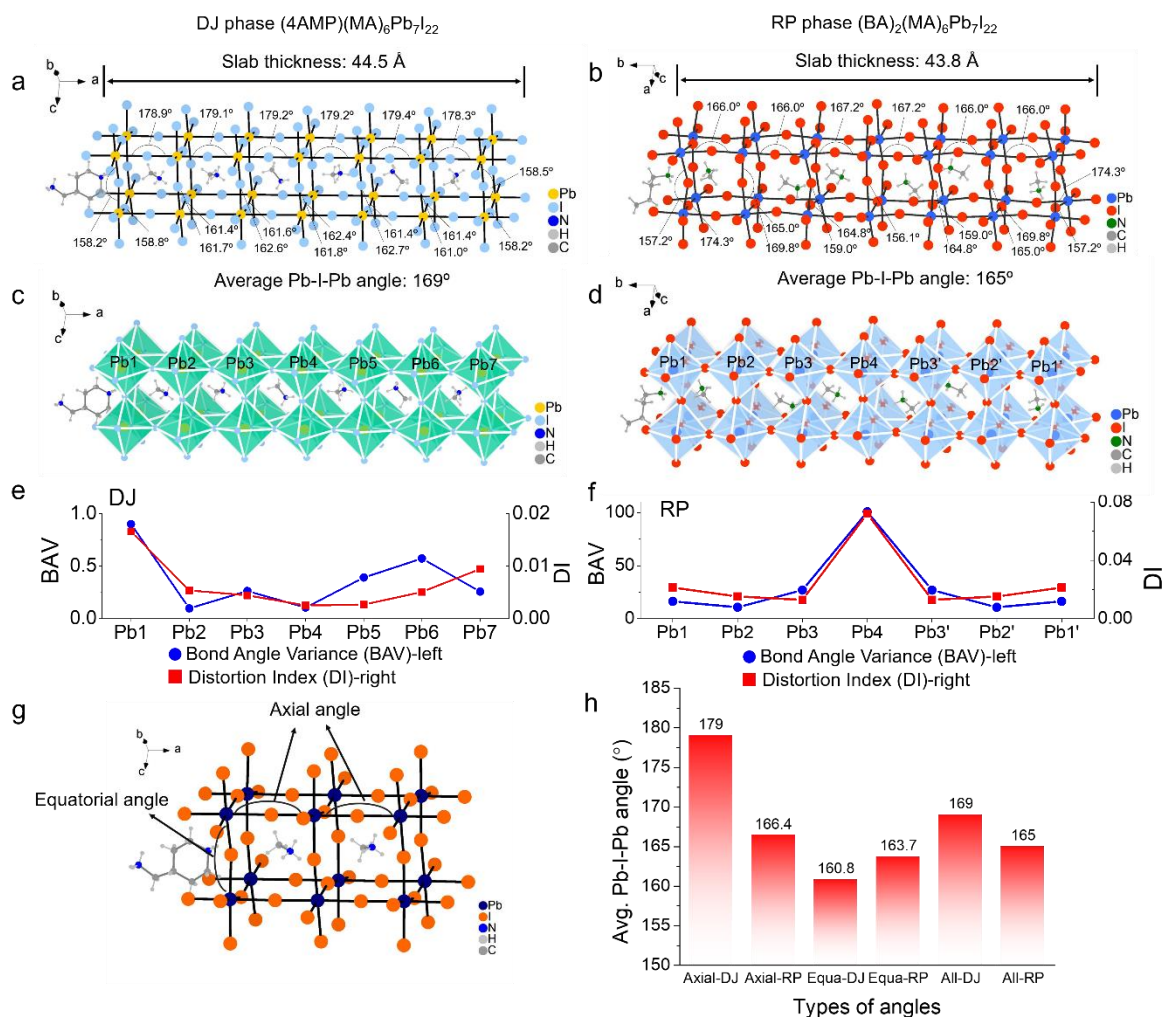 DJ phase (4AMP)(MA)₆Pb₇I₂₂
RP phase (BA)₂(MA)₆Pb₇I₂₂
a
b
a
c
Slab thickness: 44.5 Å
178.9º 179.1º 179.2º 179.2º 179.4º 178.3º
158.5º
158.2º 158.8º 161.4º 161.7º 161.6º 162.6º 161.8º 162.4º 162.7º 161.4º 161.4º 161.0º 158.2º
Pb
I
N
H
C
b
b
c
a
Slab thickness: 43.8 Å
166.0º 166.0º 167.2º 167.2º 166.0º 166.0º
174.3º
157.2º 174.3º 165.0º 169.8º 164.8º 159.0º 156.1º 159.0º 164.8º 169.8º 165.0º 157.2º
Pb
I
N
C
H
c
b
a
c
Average Pb-I-Pb angle: 169º
Pb1 Pb2 Pb3 Pb4 Pb5 Pb6 Pb7
Pb
I
N
H
C
d
b
c
a
Average Pb-I-Pb angle: 165º
Pb1 Pb2 Pb3 Pb4 Pb3' Pb2' Pb1'
Pb
I
N
C
H
e
DJ
BAV
1.0
0.5
0.0
DI
0.02
0.01
0.00
Pb1 Pb2 Pb3 Pb4 Pb5 Pb6 Pb7
Bond Angle Variance (BAV)-left
Distortion Index (DI)-right
f
RP
BAV
100
50
0
DI
0.08
0.04
0.00
Pb1 Pb2 Pb3 Pb4 Pb3' Pb2' Pb1'
Bond Angle Variance (BAV)-left
Distortion Index (DI)-right
g
b
a
c
Axial angle
Equatorial angle
Pb
I
N
H
C
h
Avg. Pb-I-Pb angle (°)
185
180
175
170
165
160
155
150
179
166.4
160.8
163.7
169
165
Axial-DJ Axial-RP Equa-DJ Equa-RP All-DJ All-RP
Types of angles